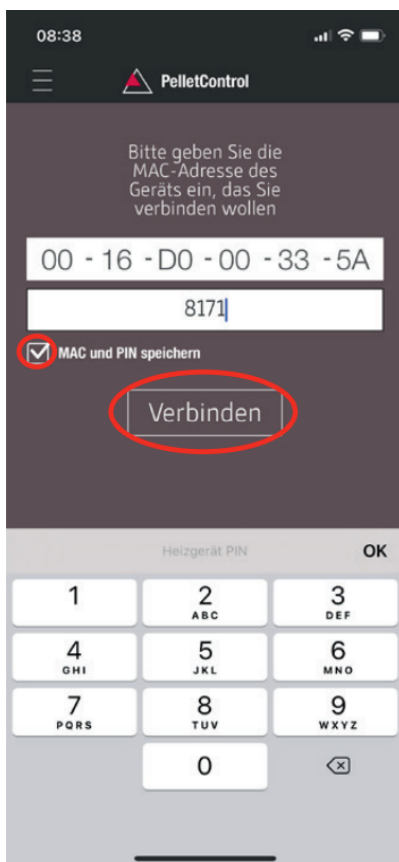 08:38
PelletControl
Bitte geben Sie die
MAC-Adresse des
Geräts ein, das Sie
verbinden wollen
00 - 16 - D0 - 00 - 33 - 5A
8171
MAC und PIN speichern
Verbinden
Heizgerät PIN OK
1 2 3
ABC DEF
4 5 6
GHI JKL MNO
7 8 9
PQRS TUV WXYZ
0